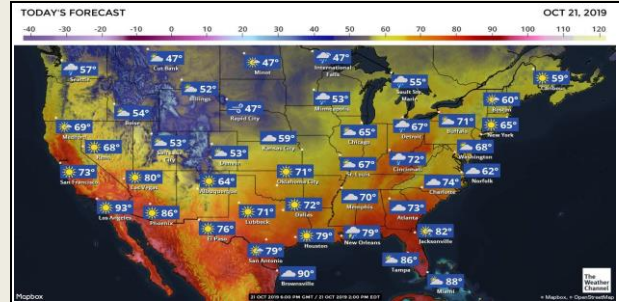 TODAY'S FORECAST
OCT 21, 2019
-40 -30 -20 -10 0 10 20 30 40 50 60 70 80 90 100 110 120
47°
Cut Bank
47°
Minot
47°
International
Falls
57°
Seattle
52°
Billings
55°
Sault Ste.
Marie
59°
Caribou
54°
Boise
47°
Rapid City
53°
Minneapolis
60°
Boston
69°
Medford
68°
Reno
53°
Salt Lake
City
53°
Denver
59°
Kansas City
65°
Chicago
67°
Detroit
71°
Buffalo
65°
New York
73°
San Francisco
80°
Las Vegas
64°
Albuquerque
71°
Oklahoma City
67°
St. Louis
72°
Cincinnati
68°
Washington
62°
Norfolk
93°
Los Angeles
86°
Phoenix
76°
El Paso
71°
Lubbock
72°
Dallas
70°
Memphis
73°
Atlanta
74°
Charlotte
79°
San Antonio
79°
Houston
79°
New Orleans
82°
Jacksonville
90°
Brownsville
86°
Tampa
88°
Miami
The
Weather
Channel
Mapbox
21 OCT 2019 6:00 PM GMT / 21 OCT 2019 2:00 PM EDT
© Mapbox, © OpenStreetMap